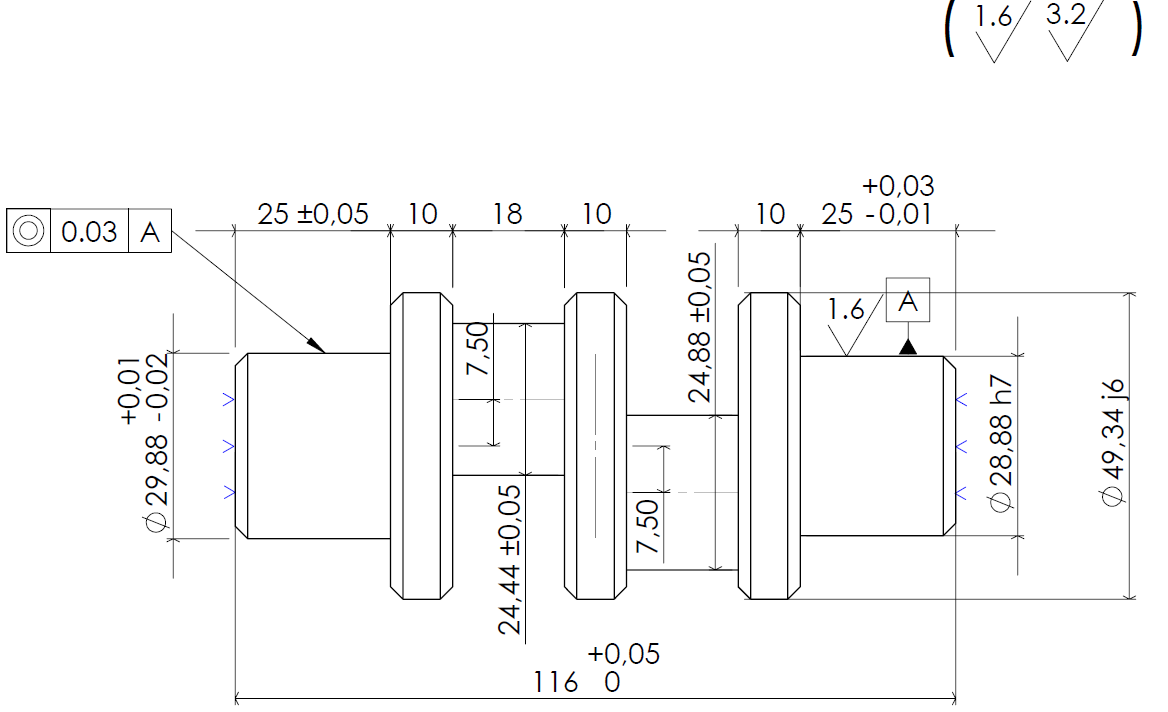 ( 1.6 3.2 )
+0,03
25 ±0,05 10 18 10 10 25 -0,01
◎ 0.03 A
A
1.6
7,50
24,88 ±0,05
+0,01
⌀ 29,88 -0,02
⌀ 28,88 h7
⌀ 49,34 j6
24,44 ±0,05
7,50
+0,05
116 0